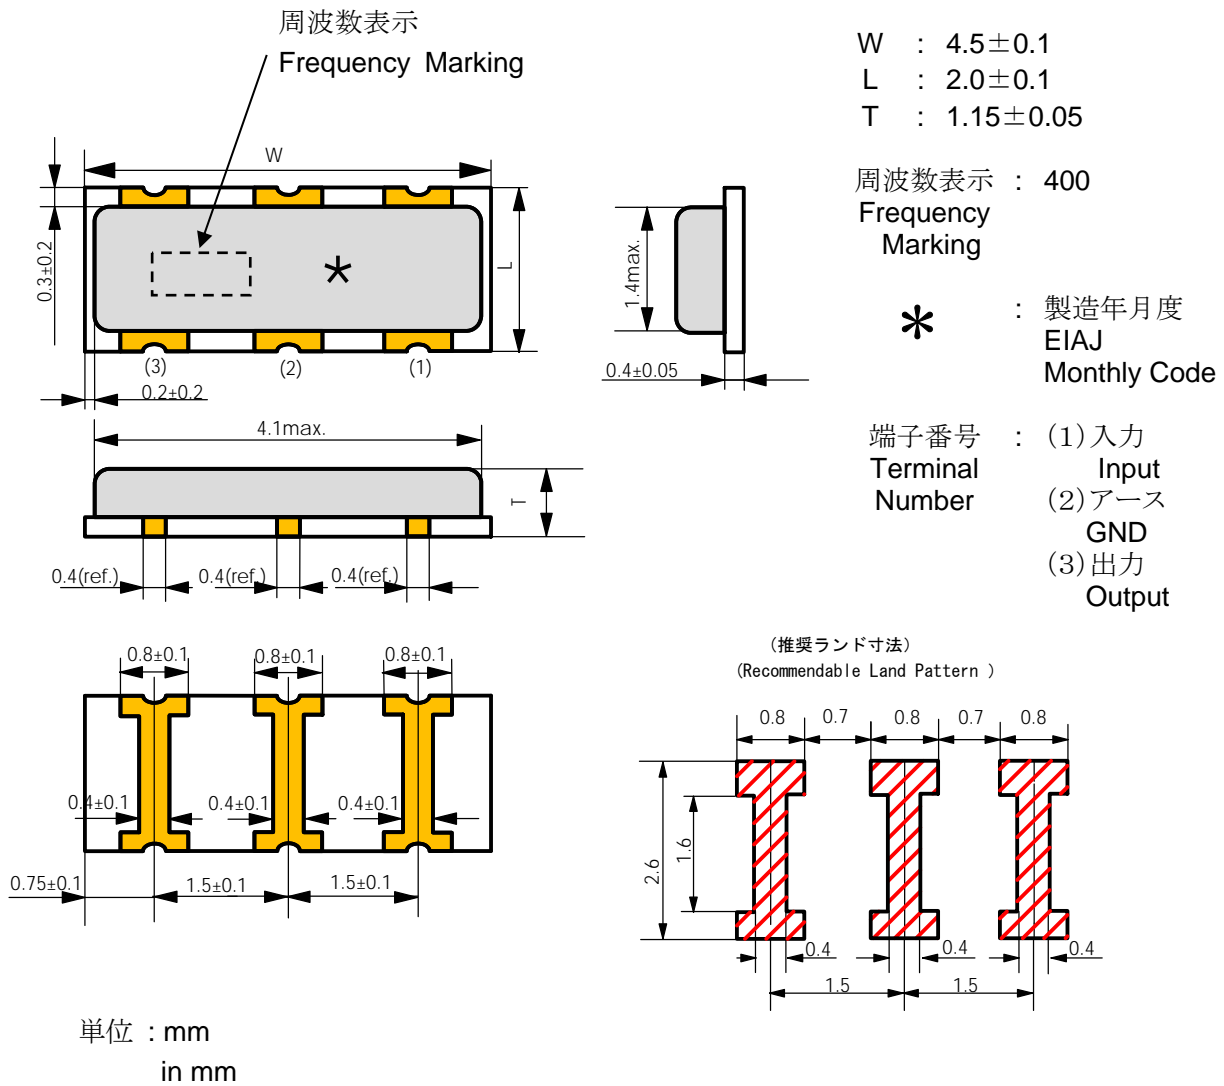 周波数表示
Frequency Marking
W : 4.5±0.1
L : 2.0±0.1
T : 1.15±0.05
周波数表示 : 400
Frequency
Marking
* : 製造年月度
EIAJ
Monthly Code
端子番号 : (1)入力
Terminal Input
Number (2)アース
GND
(3)出力
Output
W
0.3±0.2
*
L
(3) (2) (1)
0.2±0.2
1.4max.
0.4±0.05
4.1max.
T
0.4(ref.) 0.4(ref.) 0.4(ref.)
0.8±0.1 0.8±0.1 0.8±0.1
0.4±0.1 0.4±0.1 0.4±0.1
0.75±0.1 1.5±0.1 1.5±0.1
(推奨ランド寸法)
(Recommendable Land Pattern )
0.8 0.7 0.8 0.7 0.8
2.6
1.6
0.4 0.4 0.4
1.5 1.5
単位 : mm
in mm